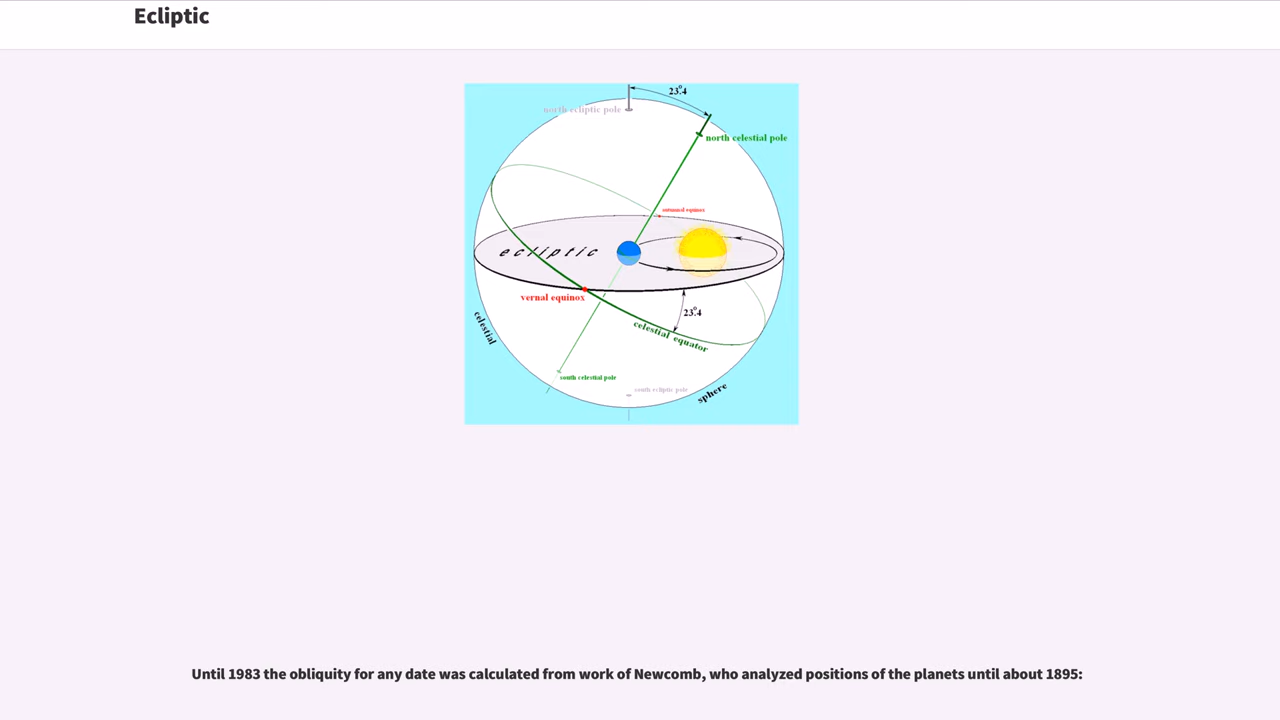 Ecliptic
23°.4
north ecliptic pole
north celestial pole
autumnal equinox
ecliptic
vernal equinox
23°.4
celestial equator
celestial
south celestial pole
south ecliptic pole
sphere
Until 1983 the obliquity for any date was calculated from work of Newcomb, who analyzed positions of the planets until about 1895: